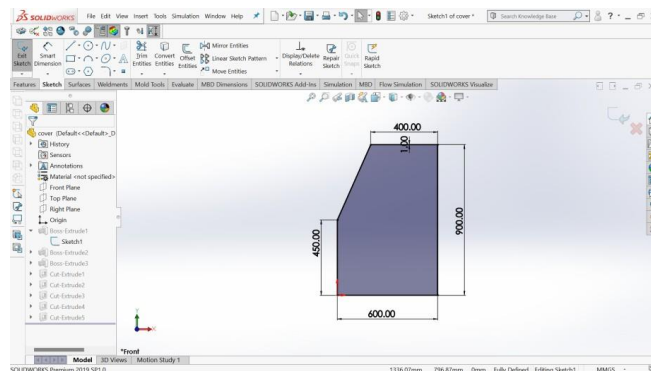 SOLIDWORKS File Edit View Insert Tools Simulation Window Help Sketch1 of cover * Search Knowledge Base
Exit Sketch
Smart Dimension
Trim Entities
Convert Entities
Offset Entities
Mirror Entities
Linear Sketch Pattern
Move Entities
Display/Delete Relations
Repair Sketch
Quick Snaps
Rapid Sketch
Features Sketch Surfaces Weldments Mold Tools Evaluate MBD Dimensions SOLIDWORKS Add-Ins Simulation MBD Flow Simulation SOLIDWORKS Visualize
cover (Default<<Default>_D
History
Sensors
Annotations
Material <not specified>
Front Plane
Top Plane
Right Plane
Origin
Boss-Extrude1
Sketch1
Boss-Extrude2
Boss-Extrude3
Cut-Extrude1
Cut-Extrude2
Cut-Extrude3
Cut-Extrude4
Cut-Extrude5
400.00
1.00
450.00
900.00
600.00
Y
X
*Front
Model 3D Views Motion Study 1
SOLIDWORKS Premium 2019 SP1.0 1336.07mm 796.87mm 0mm Fully Defined Editing Sketch1 MMGS